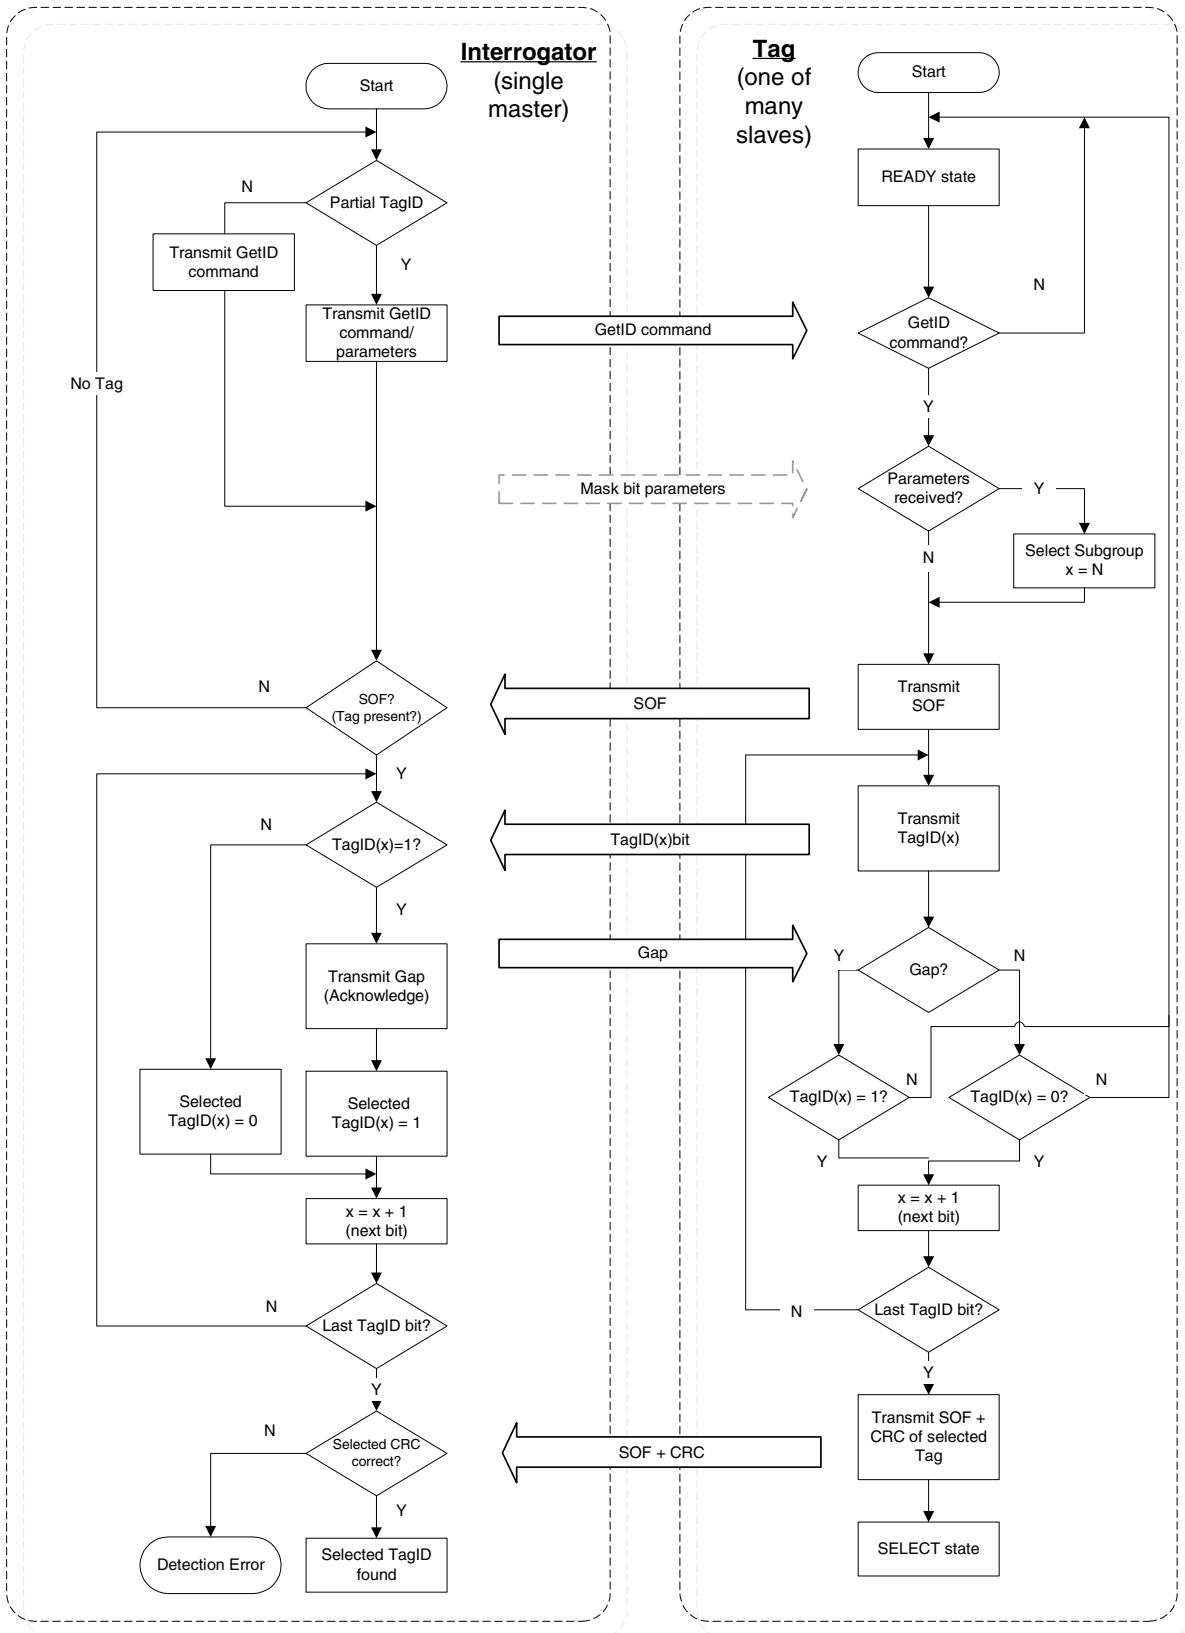 Interrogator
(single
master)
Start
Partial TagID
N
Y
Transmit GetID
command
Transmit GetID
command/
parameters
No Tag
SOF?
(Tag present?)
N
Y
TagID(x)=1?
N
Y
Transmit Gap
(Acknowledge)
Selected
TagID(x) = 0
Selected
TagID(x) = 1
x = x + 1
(next bit)
Last TagID bit?
N
Y
Selected CRC
correct?
N
Y
Detection Error
Selected TagID
found
GetID command
Mask bit parameters
SOF
TagID(x)bit
Gap
SOF + CRC
Tag
(one of
many
slaves)
Start
READY state
GetID
command?
N
Y
Parameters
received?
Y
N
Select Subgroup
x = N
Transmit
SOF
Transmit
TagID(x)
Gap?
Y
N
TagID(x) = 1?
N
Y
TagID(x) = 0?
N
Y
x = x + 1
(next bit)
Last TagID bit?
N
Y
Transmit SOF +
CRC of selected
Tag
SELECT state